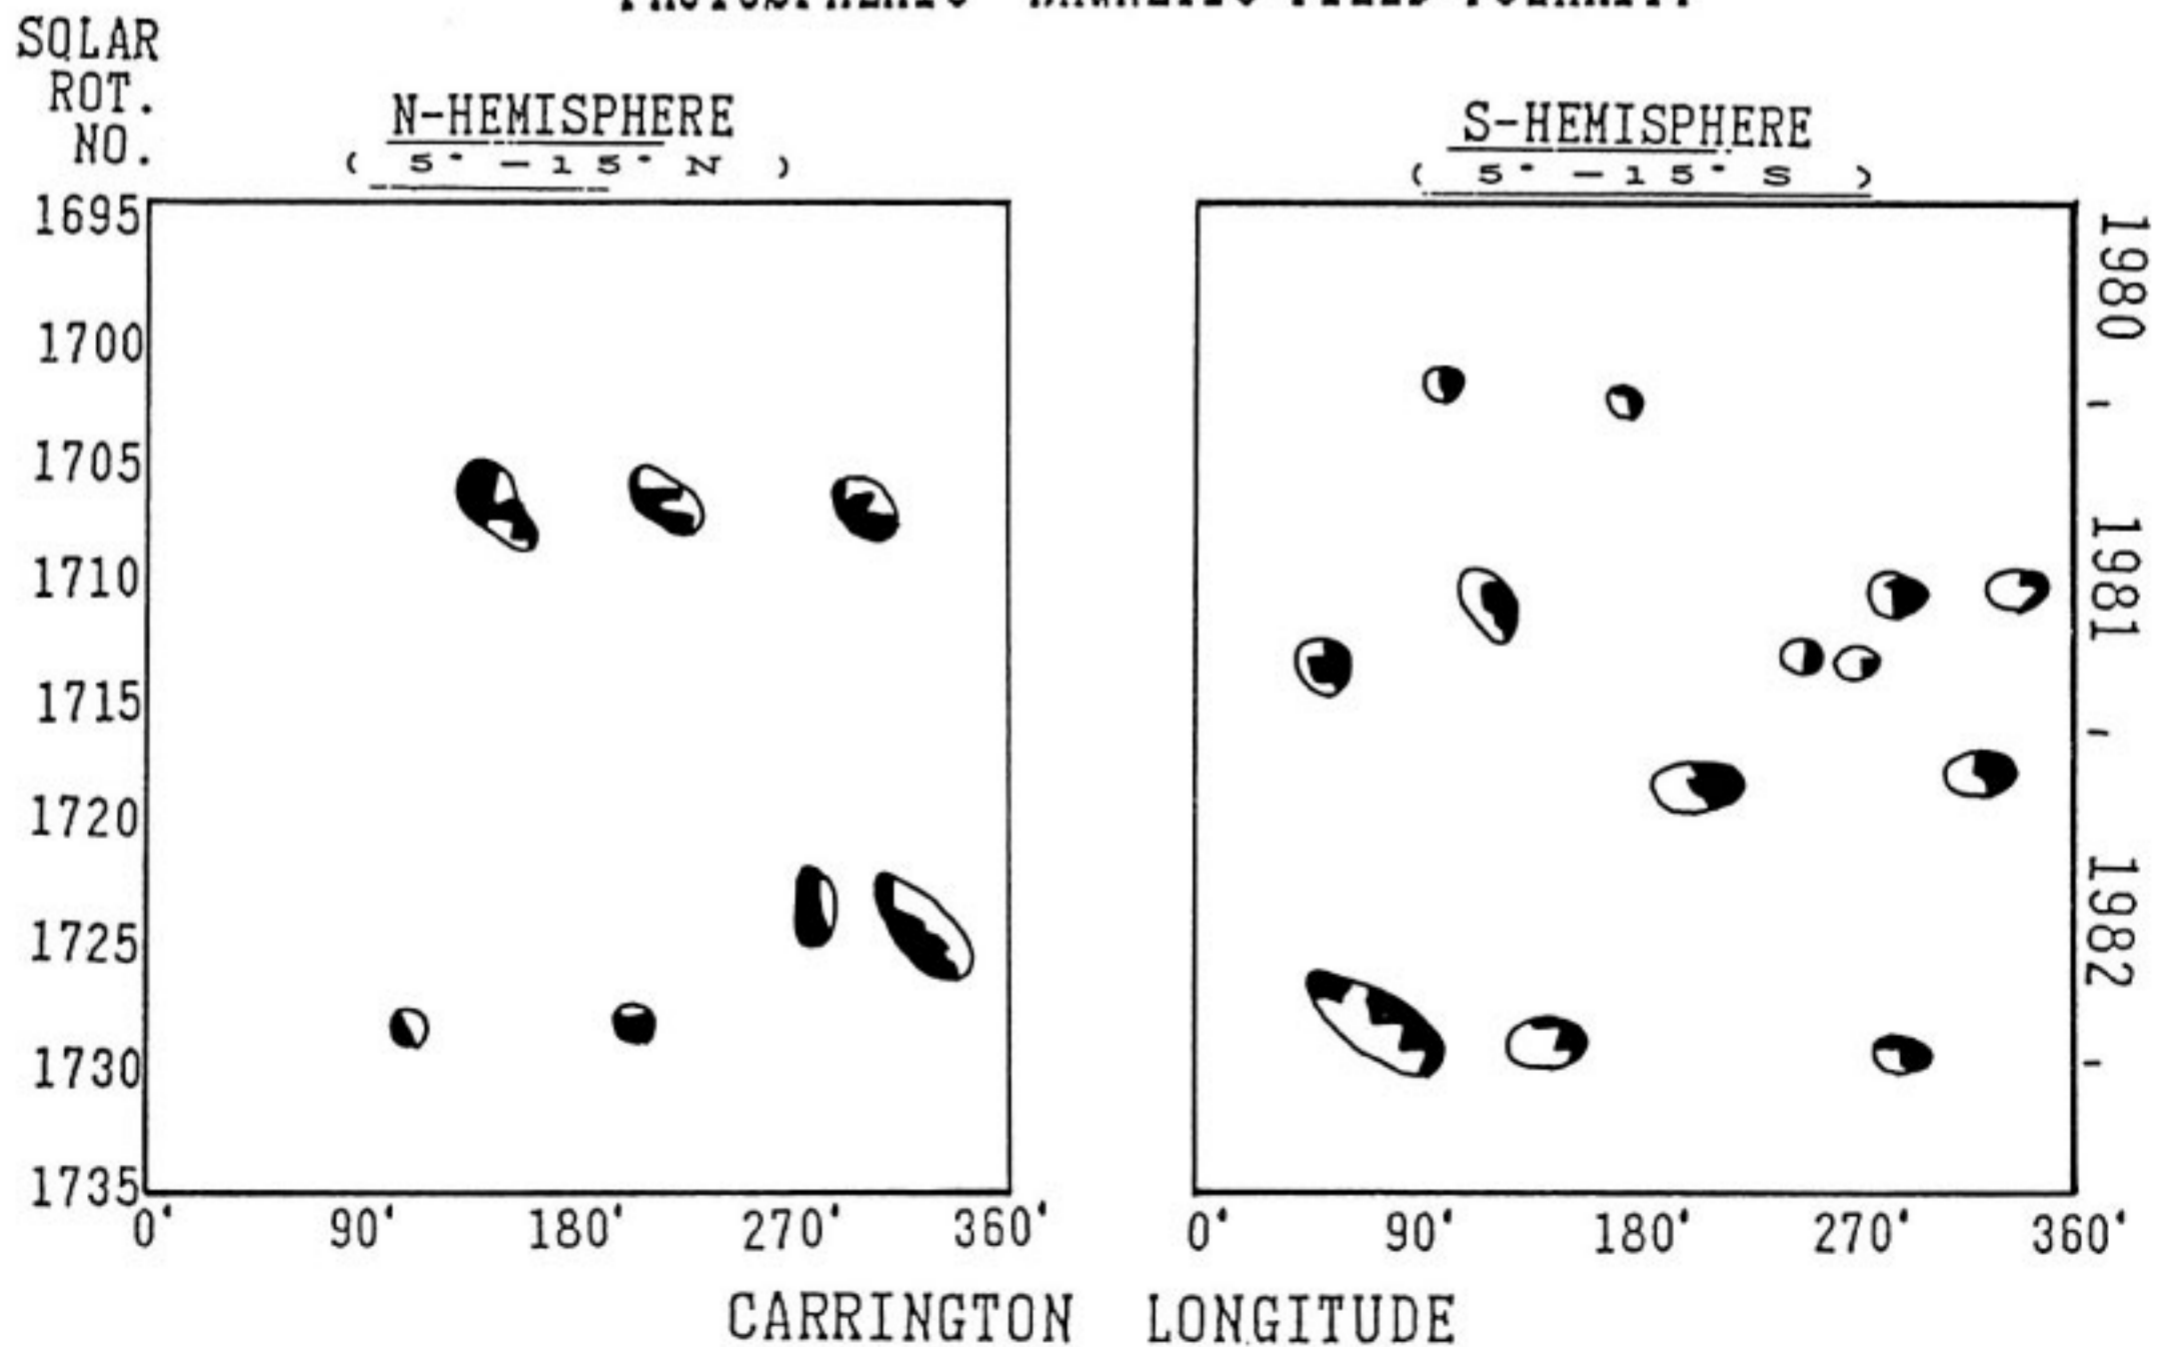 SOLAR
ROT.
NO.
N-HEMISPHERE
( 5° - 15° N )
S-HEMISPHERE
( 5° - 15° S )
1695
1700
1705
1710
1715
1720
1725
1730
1735
1980
1981
1982
0° 90° 180° 270° 360°
0° 90° 180° 270° 360°
CARRINGTON LONGITUDE